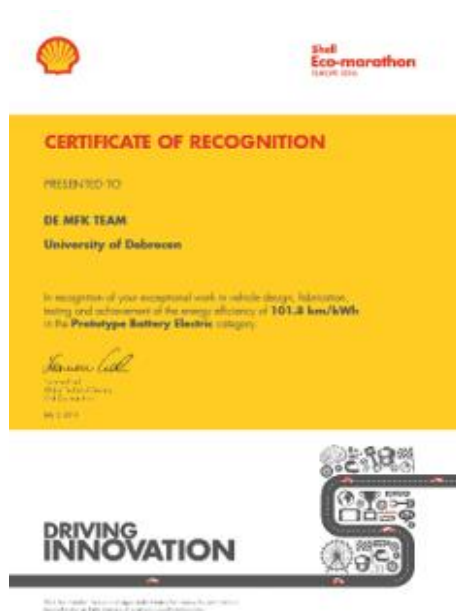 Shell
Eco-marathon
EUROPE 2016
CERTIFICATE OF RECOGNITION
PRESENTED TO
DE MFK TEAM
University of Debrecen
In recognition of your exceptional work in vehicle design, fabrication,
testing and achievement of the energy efficiency of 101.8 km/kWh
in the Prototype Battery Electric category.
DRIVING
INNOVATION